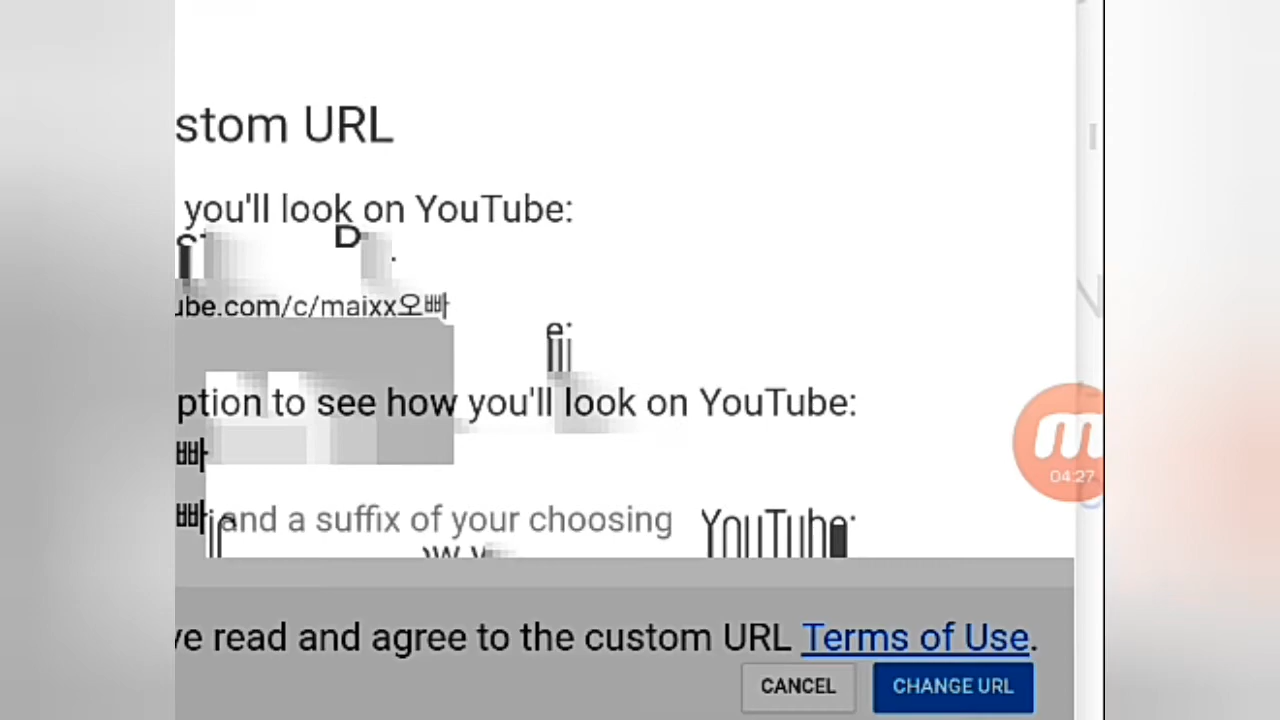 stom URL
you'll look on YouTube:
ube.com/c/maixx오빠
ption to see how you'll look on YouTube:
빠
빠 and a suffix of your choosing
YouTube:
ve read and agree to the custom URL Terms of Use.
CANCEL CHANGE URL
04:27